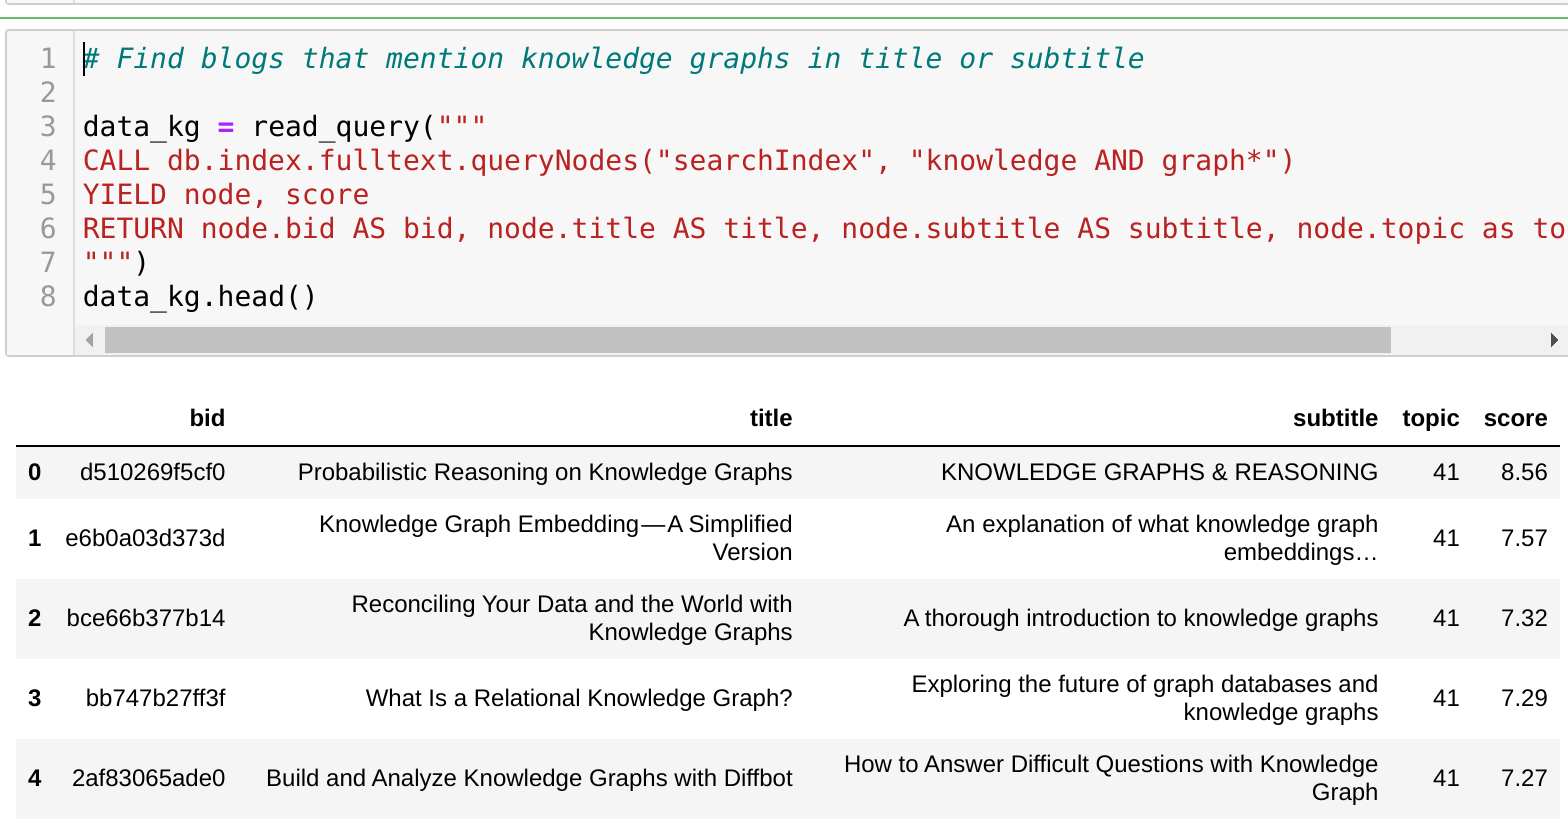 1 # Find blogs that mention knowledge graphs in title or subtitle
2
3 data_kg = read_query("""
4 CALL db.index.fulltext.queryNodes("searchIndex", "knowledge AND graph*")
5 YIELD node, score
6 RETURN node.bid AS bid, node.title AS title, node.subtitle AS subtitle, node.topic as to
7 """)
8 data_kg.head()
bid title subtitle topic score
0 d510269f5cf0 Probabilistic Reasoning on Knowledge Graphs KNOWLEDGE GRAPHS & REASONING 41 8.56
1 e6b0a03d373d Knowledge Graph Embedding — A Simplified
Version An explanation of what knowledge graph
embeddings… 41 7.57
2 bce66b377b14 Reconciling Your Data and the World with
Knowledge Graphs A thorough introduction to knowledge graphs 41 7.32
3 bb747b27ff3f What Is a Relational Knowledge Graph? Exploring the future of graph databases and
knowledge graphs 41 7.29
4 2af83065ade0 Build and Analyze Knowledge Graphs with Diffbot How to Answer Difficult Questions with Knowledge
Graph 41 7.27